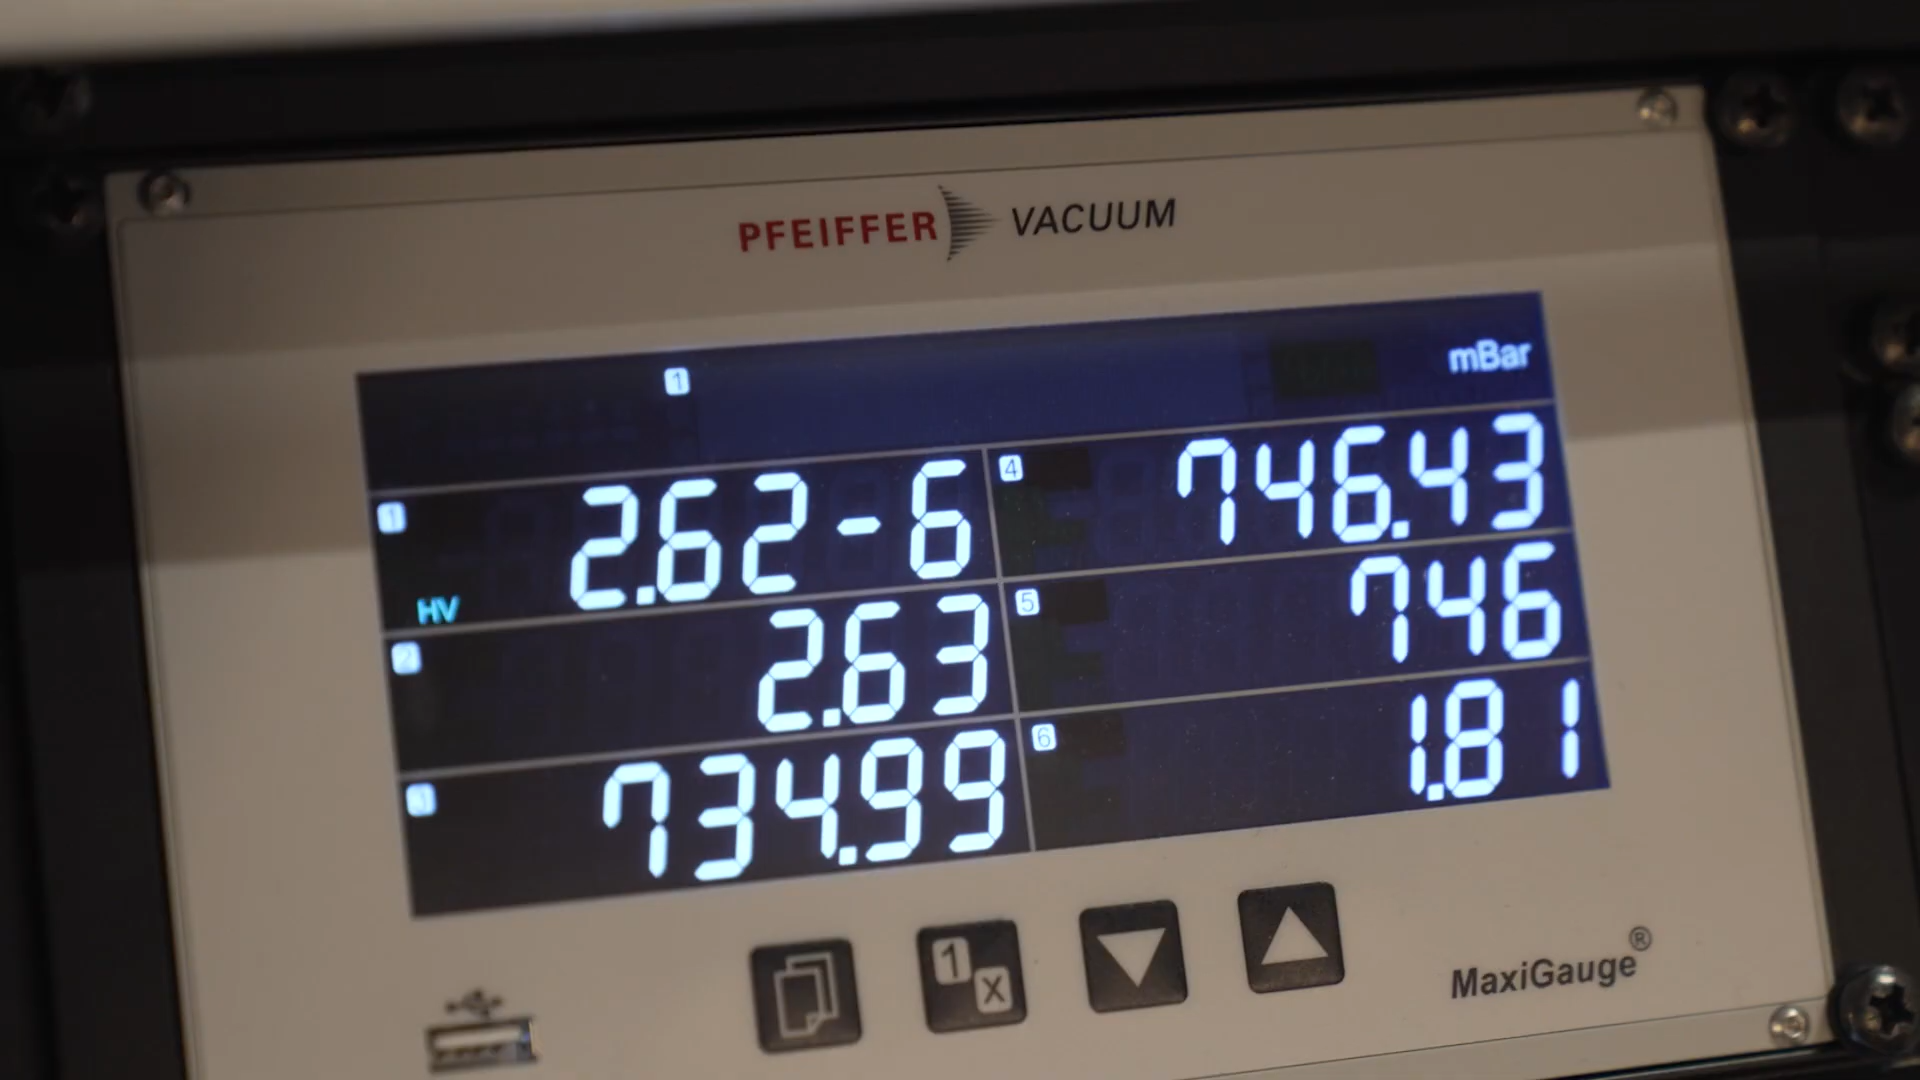 PFEIFFER VACUUM
1 mBar
1 HV 2.62-6
2 2.63
3 734.99
4 746.43
5 746
6 1.81
1 X
MaxiGauge®